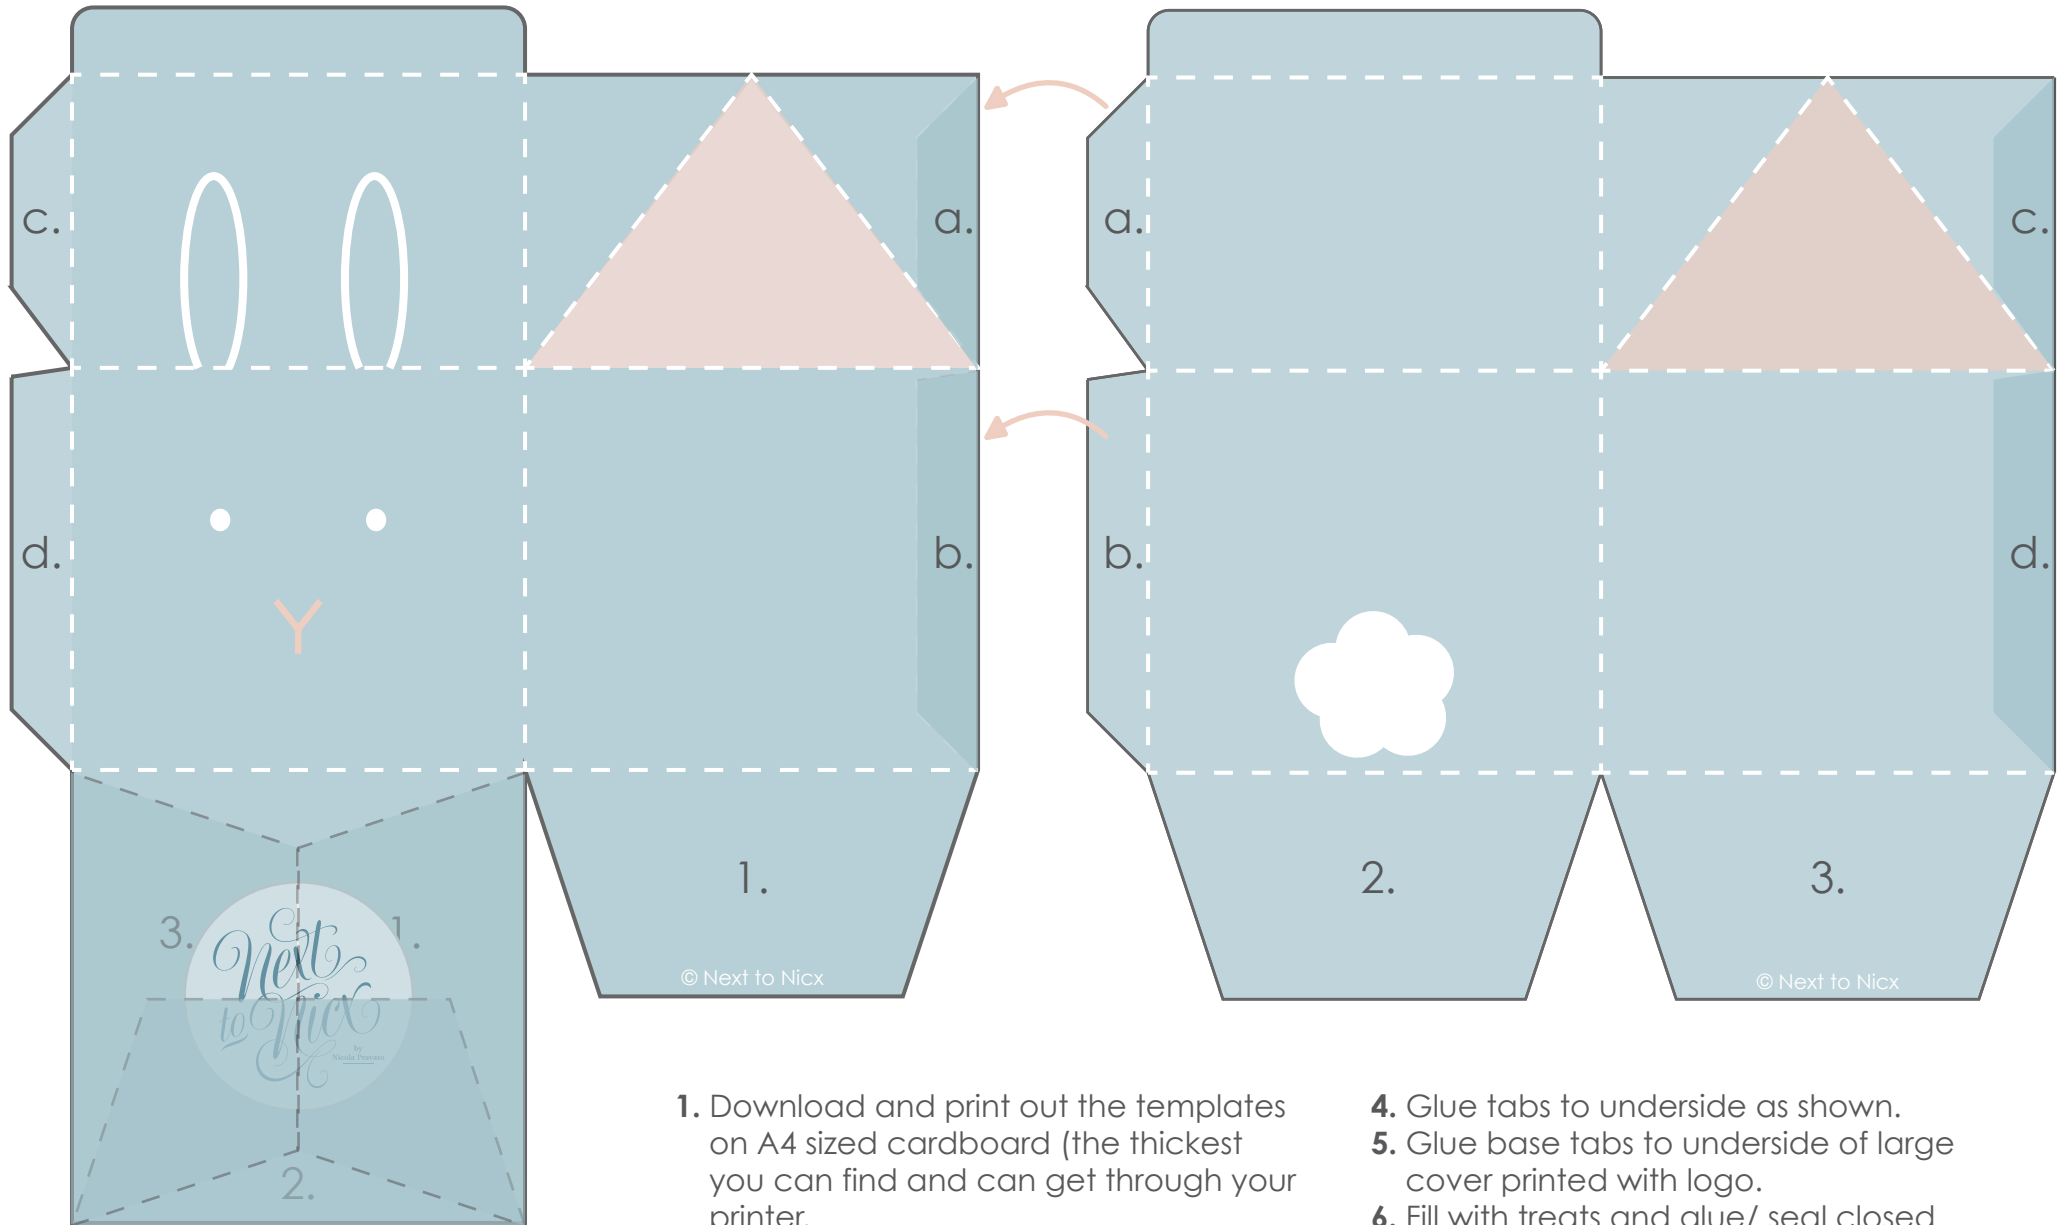 c.
a.
a.
c.
d.
b.
b.
d.
1.
2.
3.
3.
1.
Next
to Nicx
by
Nicola Pravato
2.
© Next to Nicx
© Next to Nicx
1. Download and print out the templates
on A4 sized cardboard (the thickest
you can find and can get through your
printer.
4. Glue tabs to underside as shown.
5. Glue base tabs to underside of large
cover printed with logo.
6. Fill with treats and glue/ seal closed